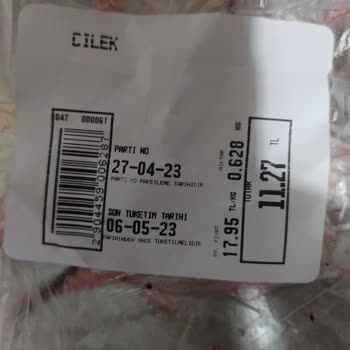 CILEK
047 000061
2904459006287
PARTI NO
27-04-23
PARTI NO PAKETLEME TARIHIDIR
SON TUKETIM TARIHI
06-05-23
TARIHINDEN ONCE TUKETILMELIDIR
MIKTAR 0.628 KG
17.95 TL/KG
TUTAR 11.27 TL